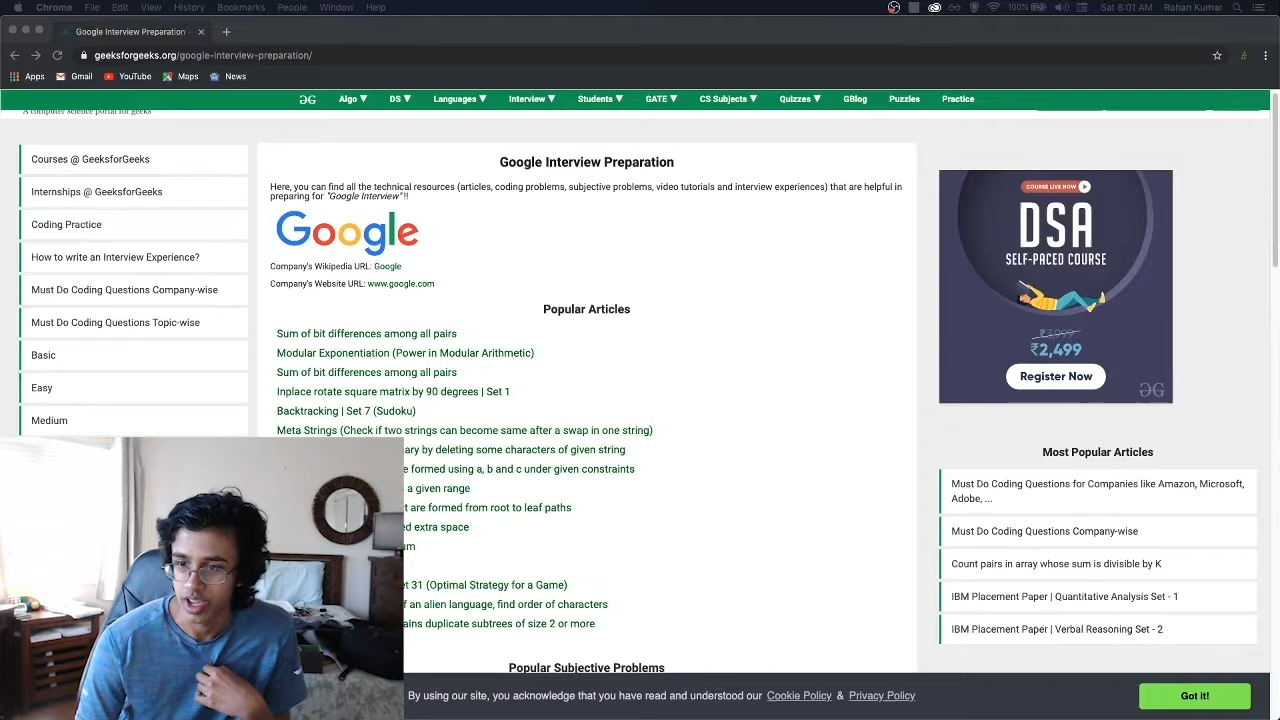 Chrome File Edit View History Bookmarks People Window Help 100% Sat 8:01 AM Rohan Kumar
Google Interview Preparation -
geeksforgeeks.org/google-interview-preparation/
Apps Gmail YouTube Maps News
Algo ▼ DS ▼ Languages ▼ Interview ▼ Students ▼ GATE ▼ CS Subjects ▼ Quizzes ▼ GBlog Puzzles Practice
A computer science portal for geeks
Courses @ GeeksforGeeks
Internships @ GeeksforGeeks
Coding Practice
How to write an Interview Experience?
Must Do Coding Questions Company-wise
Must Do Coding Questions Topic-wise
Basic
Easy
Medium
Google Interview Preparation
Here, you can find all the technical resources (articles, coding problems, subjective problems, video tutorials and interview experiences) that are helpful in
preparing for "Google Interview"!!
Google
Company's Wikipedia URL: Google
Company's Website URL: www.google.com
Popular Articles
Sum of bit differences among all pairs
Modular Exponentiation (Power in Modular Arithmetic)
Sum of bit differences among all pairs
Inplace rotate square matrix by 90 degrees | Set 1
Backtracking | Set 7 (Sudoku)
Meta Strings (Check if two strings can become same after a swap in one string)
ary by deleting some characters of given string
e formed using a, b and c under given constraints
a given range
t are formed from root to leaf paths
ed extra space
um
et 31 (Optimal Strategy for a Game)
f an alien language, find order of characters
ains duplicate subtrees of size 2 or more
Popular Subjective Problems
COURSE LIVE NOW
DSA
SELF-PACED COURSE
₹3,999
₹2,499
Register Now
Most Popular Articles
Must Do Coding Questions for Companies like Amazon, Microsoft,
Adobe, ...
Must Do Coding Questions Company-wise
Count pairs in array whose sum is divisible by K
IBM Placement Paper | Quantitative Analysis Set - 1
IBM Placement Paper | Verbal Reasoning Set - 2
By using our site, you acknowledge that you have read and understood our Cookie Policy & Privacy Policy
Got it!